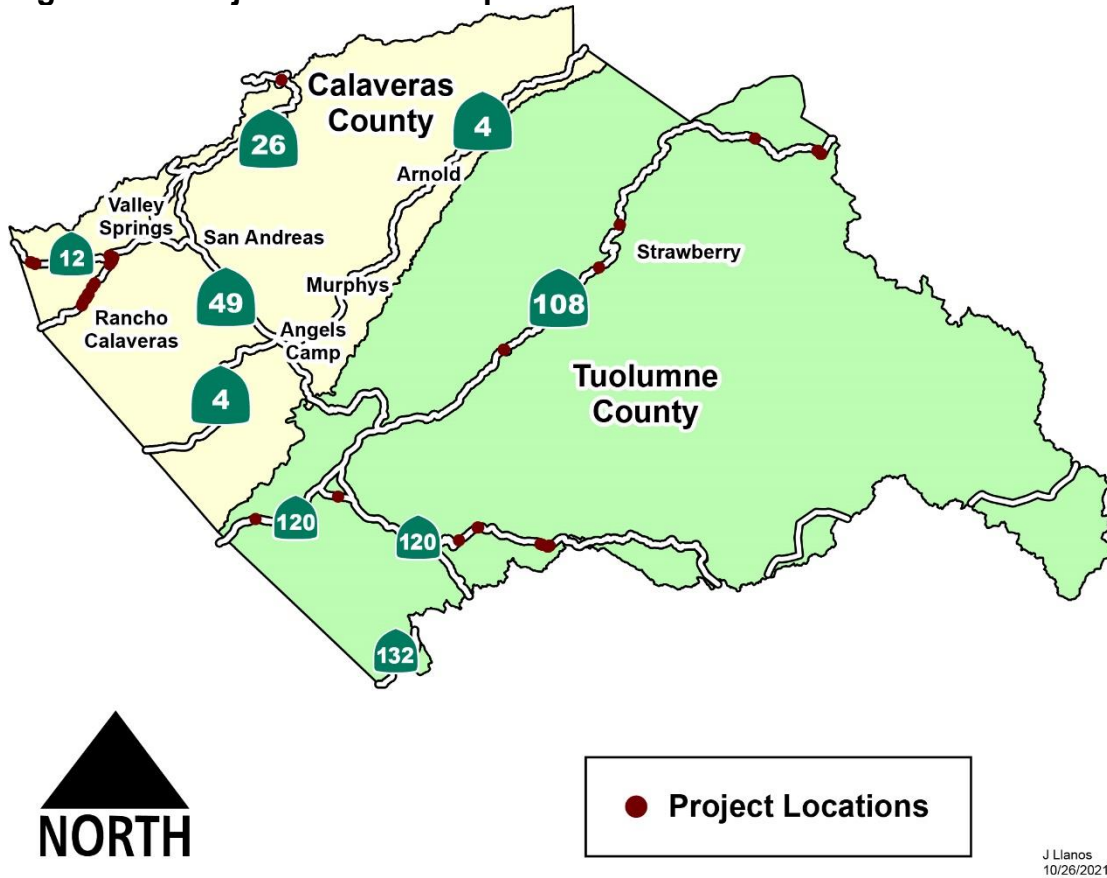 Calaveras
County
4
26
Arnold
Valley
Springs
San Andreas
12
Strawberry
Murphys
49
108
Rancho
Calaveras
Angels
Camp
Tuolumne
County
4
120
120
132
NORTH
Project Locations
J Llanos
10/26/2021